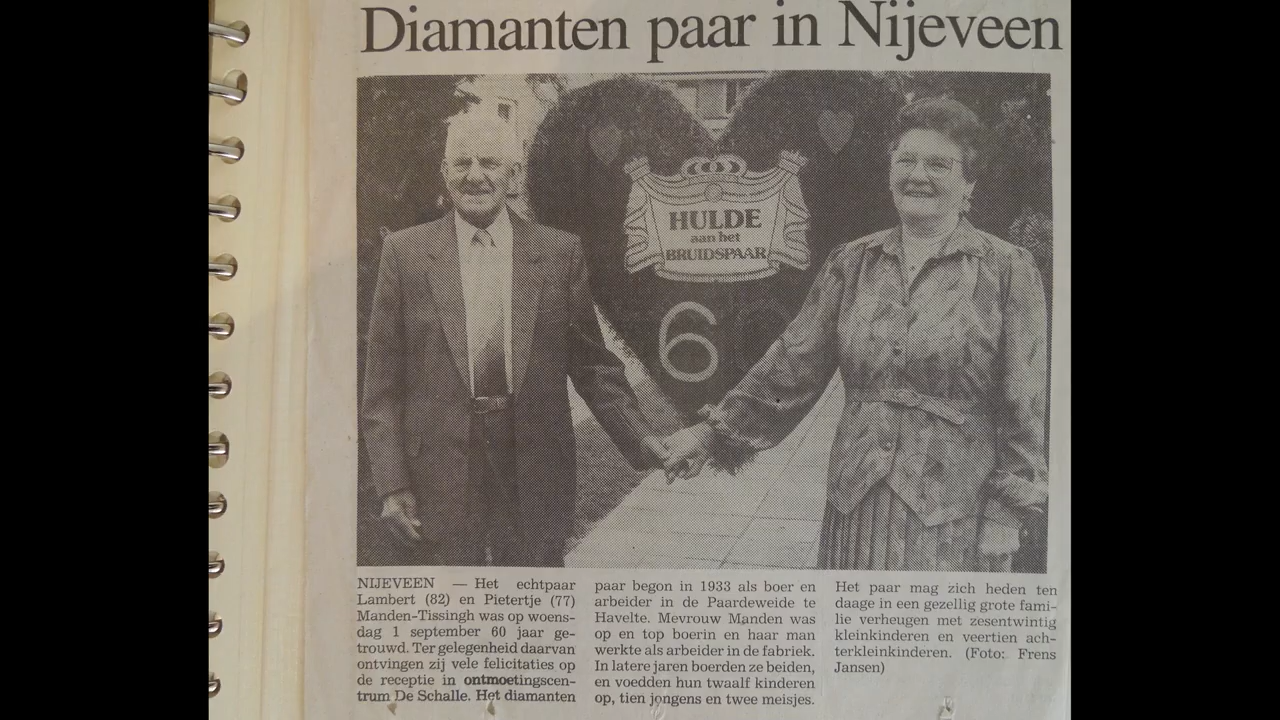 Diamanten paar in Nijeveen
HULDE
aan het
BRUIDSPAAR
6
NIJEVEEN — Het echtpaar
Lambert (82) en Pietertje (77)
Manden-Tissingh was op woens-
dag 1 september 60 jaar ge-
trouwd. Ter gelegenheid daarvan
ontvingen zij vele felicitaties op
de receptie in ontmoetingscen-
trum De Schalle. Het diamanten
paar begon in 1933 als boer en
arbeider in de Paardeweide te
Havelte. Mevrouw Manden was
op en top boerin en haar man
werkte als arbeider in de fabriek.
In latere jaren boerden ze beiden,
en voedden hun twaalf kinderen
op, tien jongens en twee meisjes.
Het paar mag zich heden ten
daage in een gezellig grote fami-
lie verheugen met zesentwintig
kleinkinderen en veertien ach-
terkleinkinderen. (Foto: Frens
Jansen)